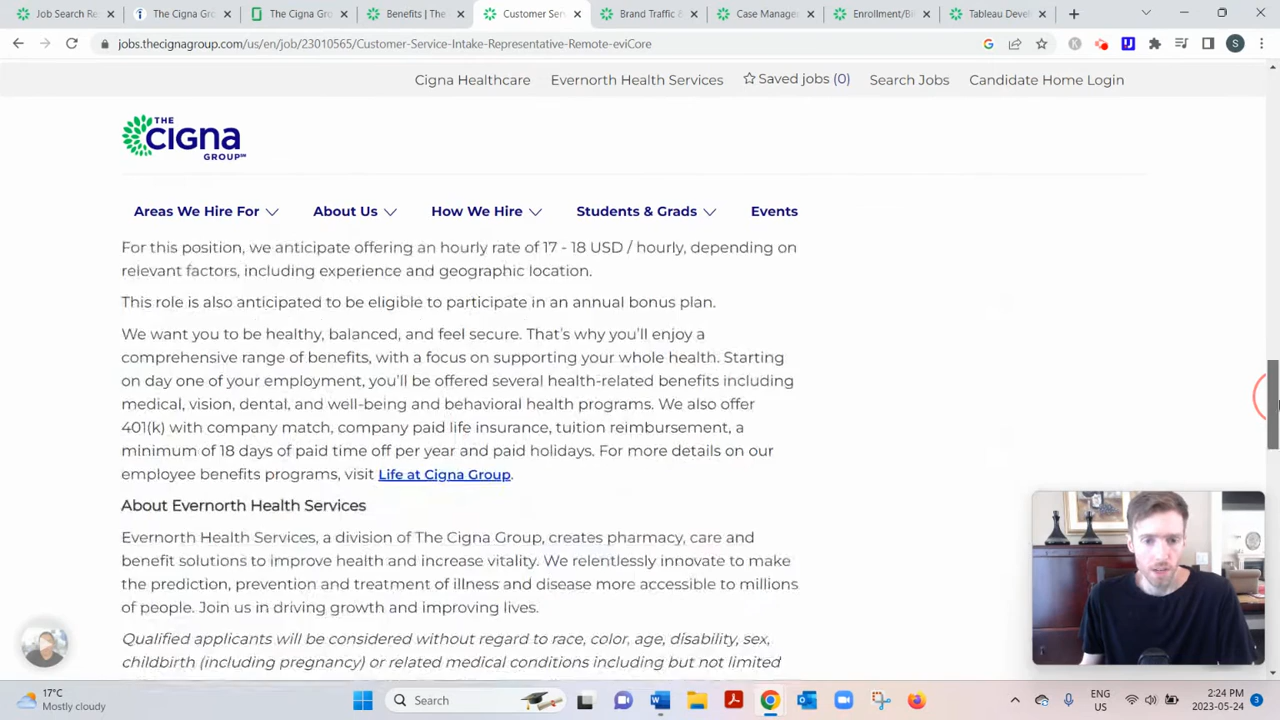 Job Search Re
The Cigna Gro
The Cigna Gro
Benefits | The
Customer Ser
Brand Traffic &
Case Manage
Enrollment/Bi
Tableau Devel
jobs.thecignagroup.com/us/en/job/23010565/Customer-Service-Intake-Representative-Remote-eviCore
Cigna Healthcare Evernorth Health Services Saved jobs (0) Search Jobs Candidate Home Login
THE
cigna
GROUP℠
Areas We Hire For About Us How We Hire Students & Grads Events
For this position, we anticipate offering an hourly rate of 17 - 18 USD / hourly, depending on
relevant factors, including experience and geographic location.
This role is also anticipated to be eligible to participate in an annual bonus plan.
We want you to be healthy, balanced, and feel secure. That's why you'll enjoy a
comprehensive range of benefits, with a focus on supporting your whole health. Starting
on day one of your employment, you'll be offered several health-related benefits including
medical, vision, dental, and well-being and behavioral health programs. We also offer
401(k) with company match, company paid life insurance, tuition reimbursement, a
minimum of 18 days of paid time off per year and paid holidays. For more details on our
employee benefits programs, visit Life at Cigna Group.
About Evernorth Health Services
Evernorth Health Services, a division of The Cigna Group, creates pharmacy, care and
benefit solutions to improve health and increase vitality. We relentlessly innovate to make
the prediction, prevention and treatment of illness and disease more accessible to millions
of people. Join us in driving growth and improving lives.
Qualified applicants will be considered without regard to race, color, age, disability, sex,
childbirth (including pregnancy) or related medical conditions including but not limited
17°C
Mostly cloudy
Search
ENG
US
2:24 PM
2023-05-24
3